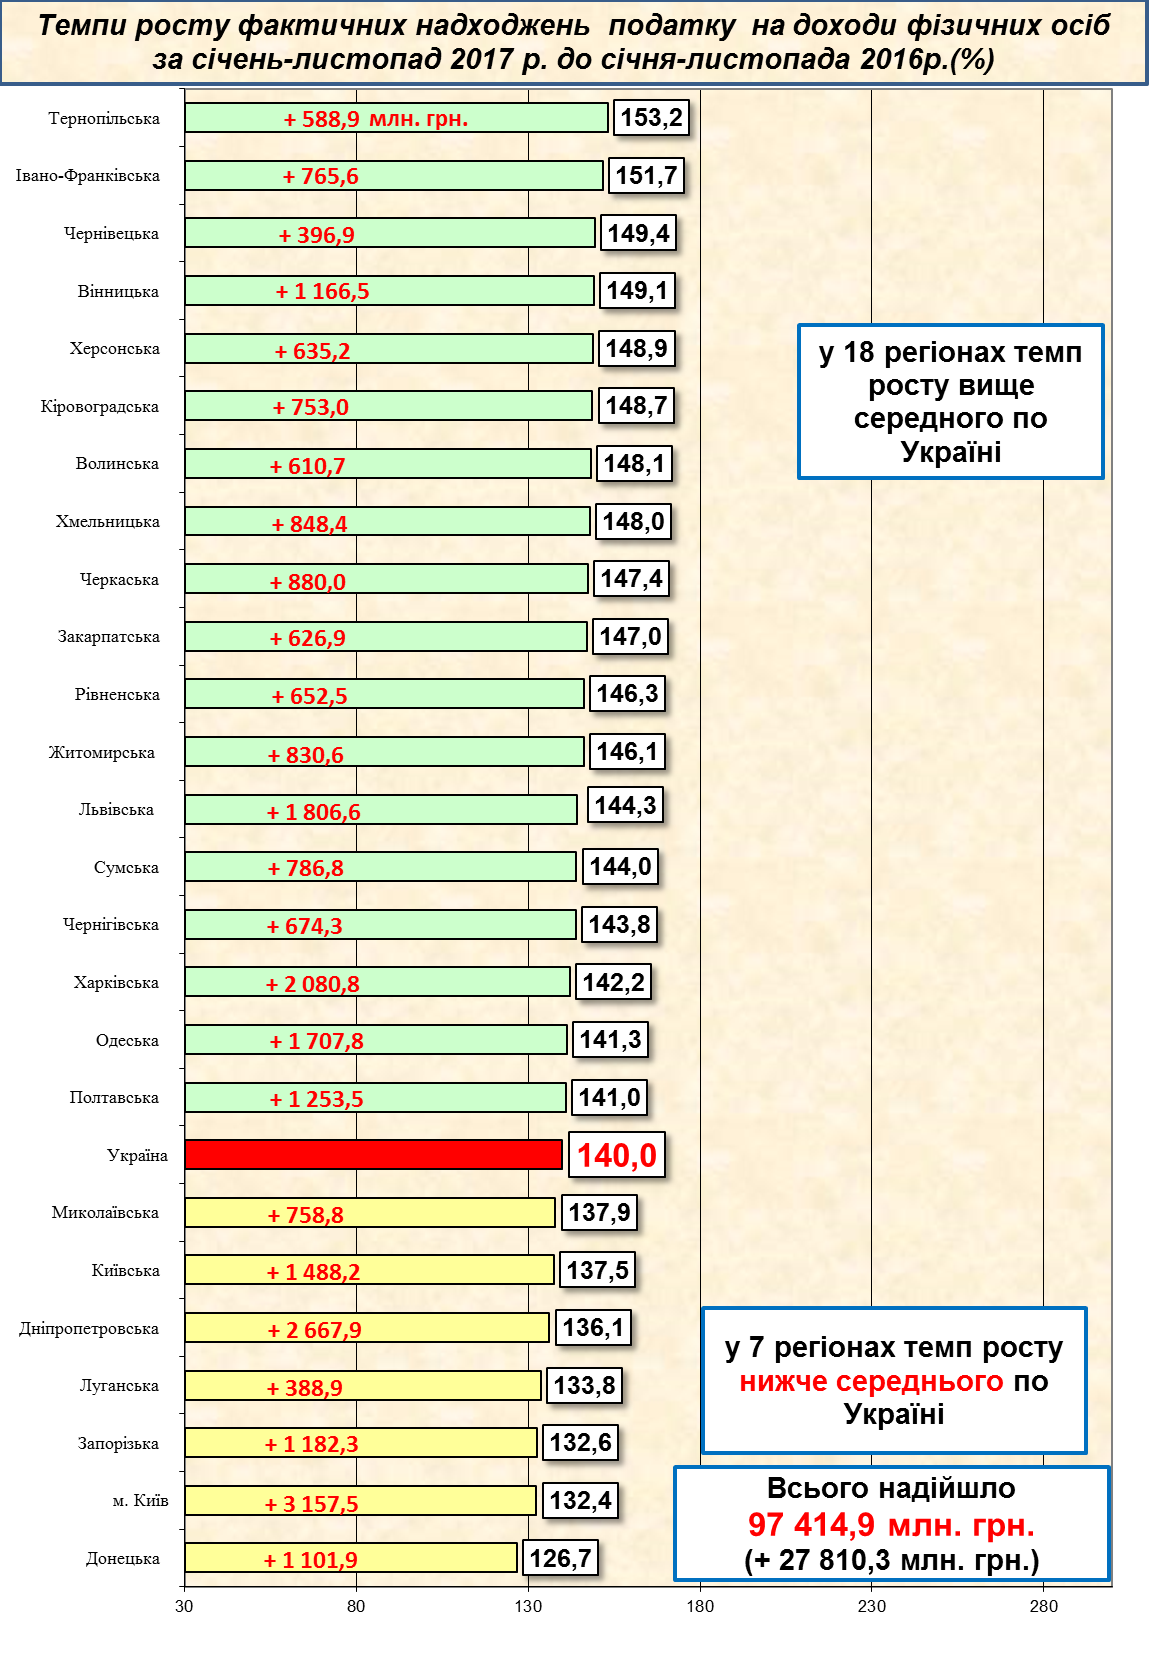 Темпи росту фактичних надходжень податку на доходи фізичних осіб
за січень-листопад 2017 р. до січня-листопада 2016р.(%)
Тернопільська + 588,9 млн. грн. 153,2
Івано-Франківська + 765,6 151,7
Чернівецька + 396,9 149,4
Вінницька + 1 166,5 149,1
Херсонська + 635,2 148,9
Кіровоградська + 753,0 148,7
Волинська + 610,7 148,1
Хмельницька + 848,4 148,0
Черкаська + 880,0 147,4
Закарпатська + 626,9 147,0
Рівненська + 652,5 146,3
Житомирська + 830,6 146,1
Львівська + 1 806,6 144,3
Сумська + 786,8 144,0
Чернігівська + 674,3 143,8
Харківська + 2 080,8 142,2
Одеська + 1 707,8 141,3
Полтавська + 1 253,5 141,0
Україна 140,0
Миколаївська + 758,8 137,9
Київська + 1 488,2 137,5
Дніпропетровська + 2 667,9 136,1
Луганська + 388,9 133,8
Запорізька + 1 182,3 132,6
м. Київ + 3 157,5 132,4
Донецька + 1 101,9 126,7
30 80 130 180 230 280
у 18 регіонах темп
росту вище
середного по
Україні
у 7 регіонах темп росту
нижче середнього по
Україні
Всього надійшло
97 414,9 млн. грн.
(+ 27 810,3 млн. грн.)